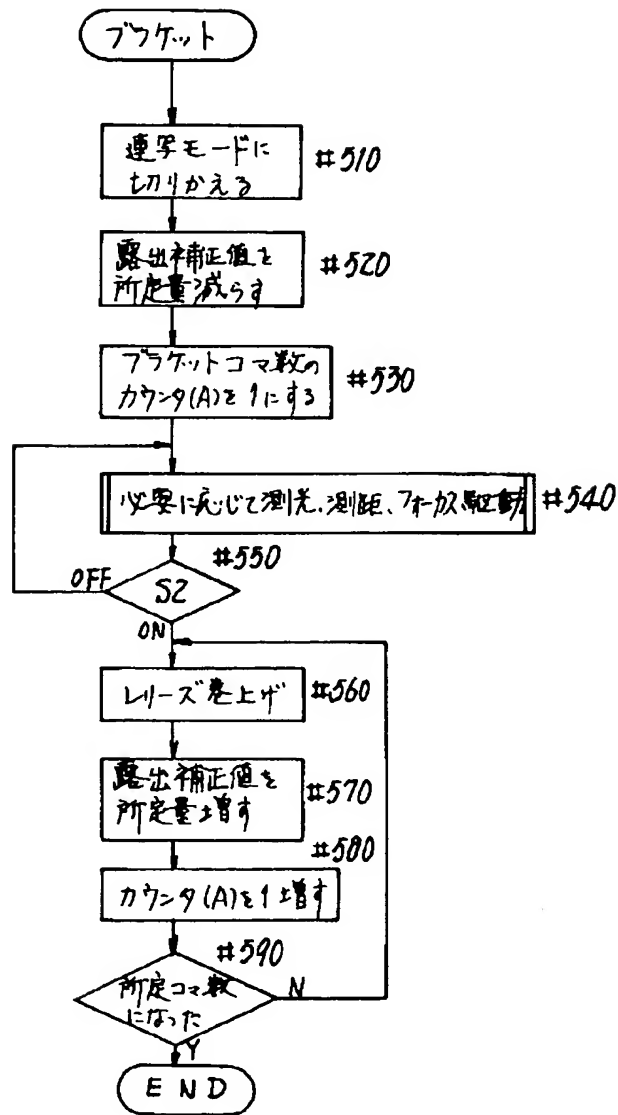 ブラケット
連写モードに
切りかえる
#510
露出補正値を
所定量減らす
#520
ブラケットコマ数の
カウンタ(A)を1にする
#530
必要に応じて測光、測距、フォーカス駆動
#540
#550
OFF
S2
ON
レリーズ巻上げ
#560
露出補正値を
所定量増す
#570
#580
カウンタ(A)を1増す
#590
所定コマ数
になった
N
Y
END